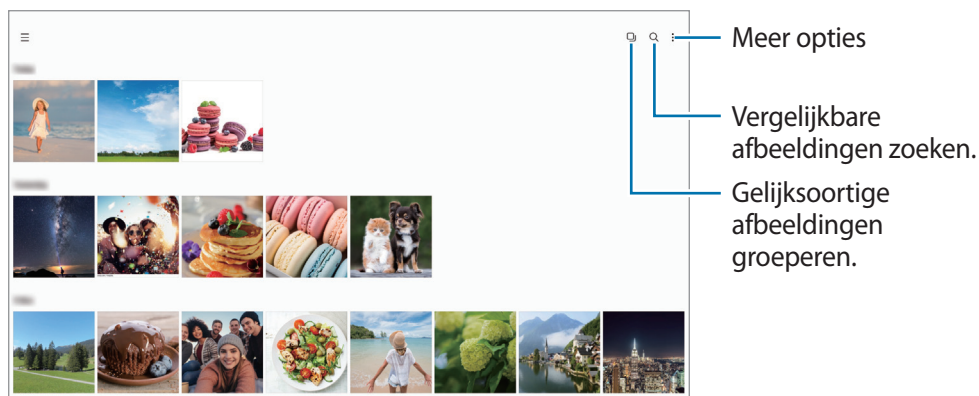 Meer opties
Vergelijkbare
afbeeldingen zoeken.
Gelijksoortige
afbeeldingen
groeperen.